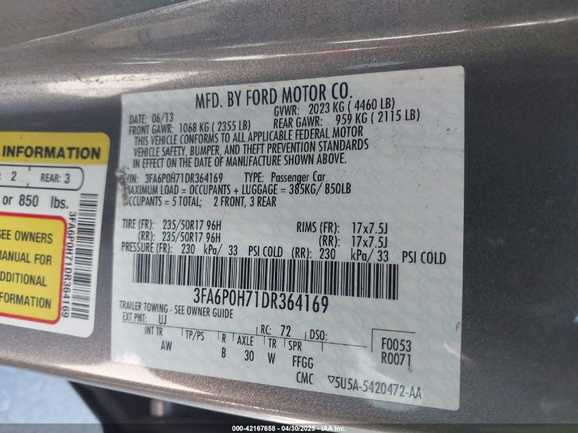 MFD. BY FORD MOTOR CO.
DATE: 06/13 GVWR: 2023 KG ( 4460 LB)
FRONT GAWR: 1068 KG ( 2355 LB) REAR GAWR: 959 KG ( 2115 LB)
THIS VEHICLE CONFORMS TO ALL APPLICABLE FEDERAL MOTOR
VEHICLE SAFETY, BUMPER, AND THEFT PREVENTION STANDARDS
IN EFFECT ON THE DATE OF MANUFACTURE SHOWN ABOVE.
VIN: 3FA6P0H71DR364169 TYPE: Passenger Car
MAXIMUM LOAD = OCCUPANTS + LUGGAGE = 385KG/ 850LB
OCCUPANTS = 5 TOTAL: 2 FRONT, 3 REAR
TIRE (FR): 235/50R17 96H RIMS (FR): 17x7.5J
(RR): 235/50R17 96H (RR): 17x7.5J
PRESSURE (FR): 230 kPa/ 33 PSI COLD (RR): 230 kPa/ 33 PSI COLD
3FA6P0H71DR364169
TRAILER TOWING - SEE OWNER GUIDE
EXT PNT: UJ RC: 72 DSO: F0053
INT TR TP/PS R AXLE TR SPR R0071
AW B 30 W FFGG
CMC 5U5A-5420472-AA
INFORMATION
2 REAR: 3
or 850 lbs.
SEE OWNERS
MANUAL FOR
ADDITIONAL
INFORMATION
3FA6P0H71DR364169
000-42167658 - 04/30/2025 - IAAI.COM